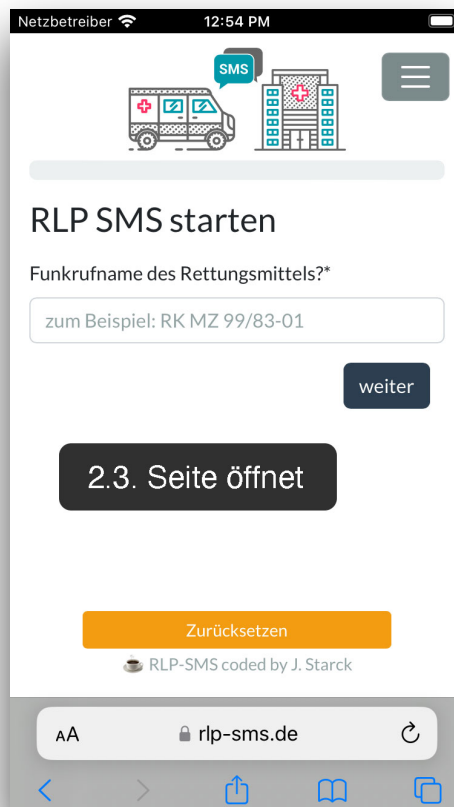 Netzbetreiber 12:54 PM
SMS
RLP SMS starten
Funkrufname des Rettungsmittels?*
zum Beispiel: RK MZ 99/83-01
weiter
2.3. Seite öffnet
Zurücksetzen
RLP-SMS coded by J. Starck
AA rlp-sms.de